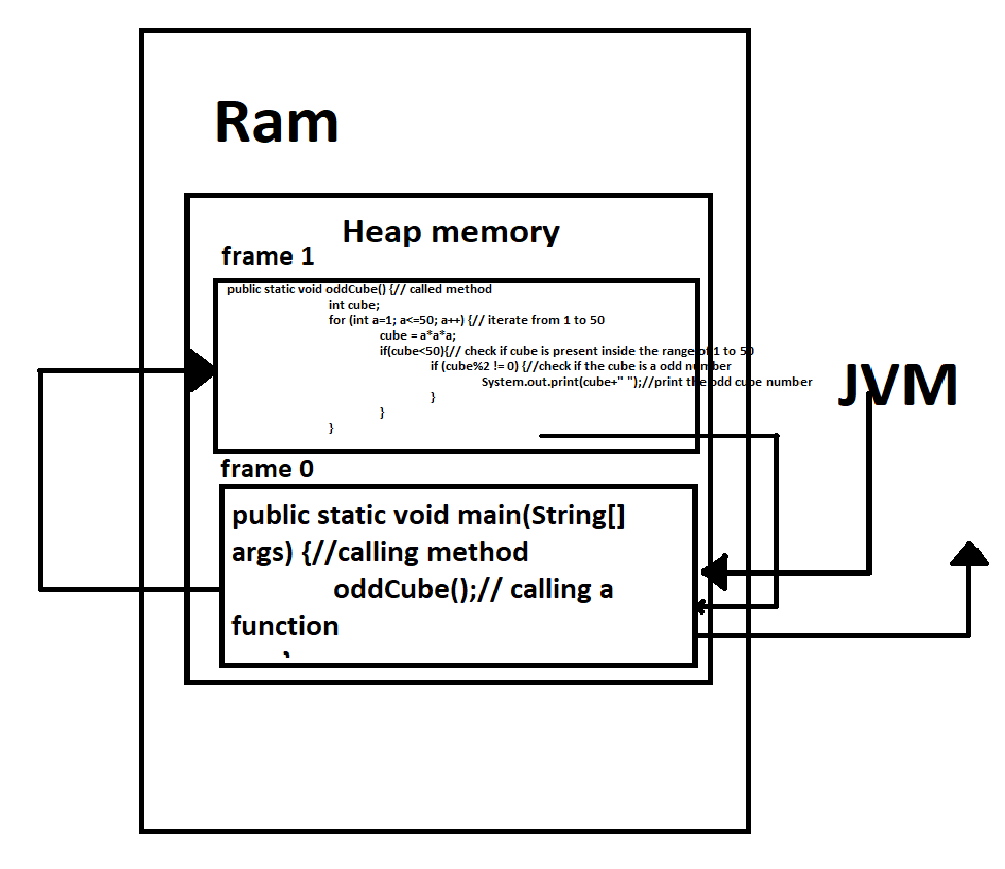 Ram
Heap memory
frame 1
public static void oddCube() {// called method
int cube;
for (int a=1; a<=50; a++) {// iterate from 1 to 50
cube = a*a*a;
if(cube<50){// check if cube is present inside the range of 1 to 50
if (cube%2 != 0) {//check if the cube is a odd number
System.out.print(cube+" ");//print the odd cube number
}
}
}
JVM
frame 0
public static void main(String[]
args) {//calling method
oddCube();// calling a
function
}